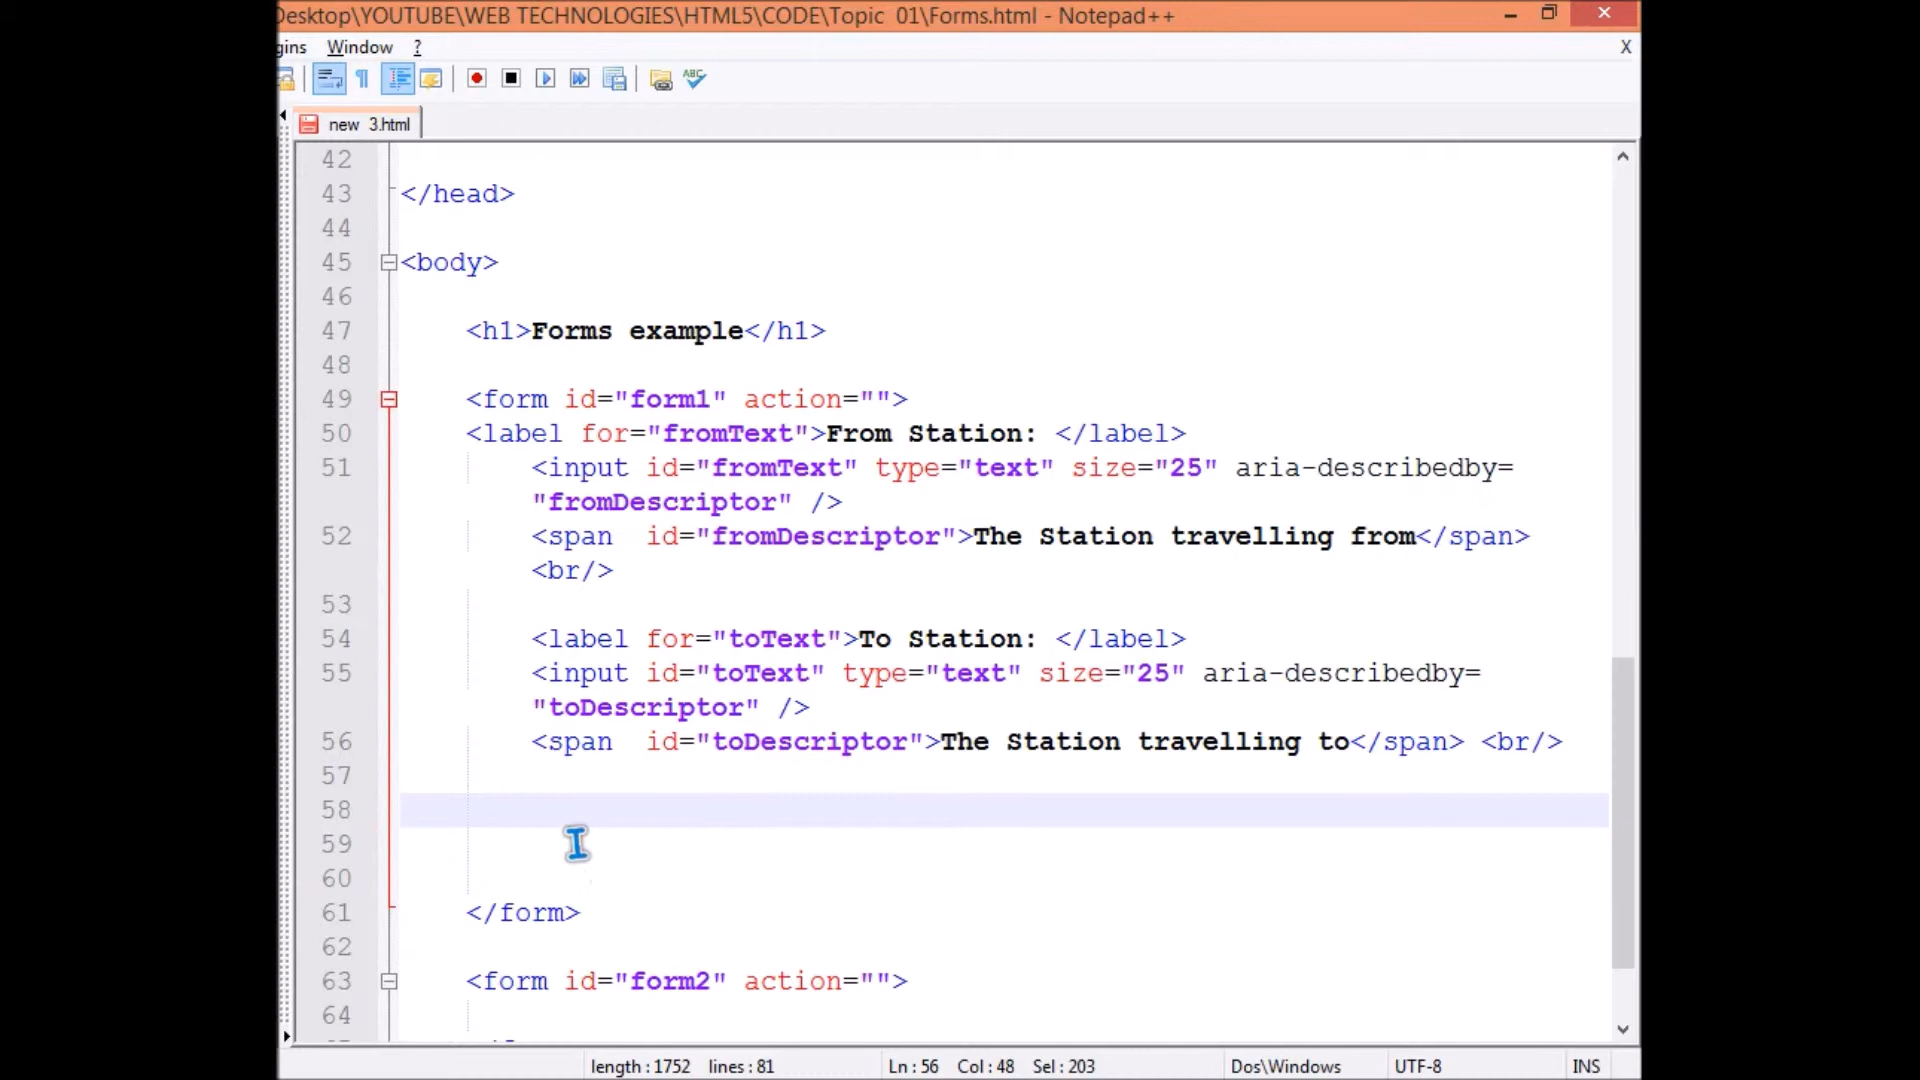 Desktop\YOUTUBE\WEB TECHNOLOGIES\HTML5\CODE\Topic 01\Forms.html - Notepad++
gins Window ?
X
new 3.html
42
43 </head>
44
45 <body>
46
47 <h1>Forms example</h1>
48
49 <form id="form1" action="">
50 <label for="fromText">From Station: </label>
51 <input id="fromText" type="text" size="25" aria-describedby=
"fromDescriptor" />
52 <span  id="fromDescriptor">The Station travelling from</span>
<br/>
53
54 <label for="toText">To Station: </label>
55 <input id="toText" type="text" size="25" aria-describedby=
"toDescriptor" />
56 <span  id="toDescriptor">The Station travelling to</span> <br/>
57
58
59
60
61 </form>
62
63 <form id="form2" action="">
64
length : 1752 lines : 81 Ln : 56 Col : 48 Sel : 203 Dos\Windows UTF-8 INS